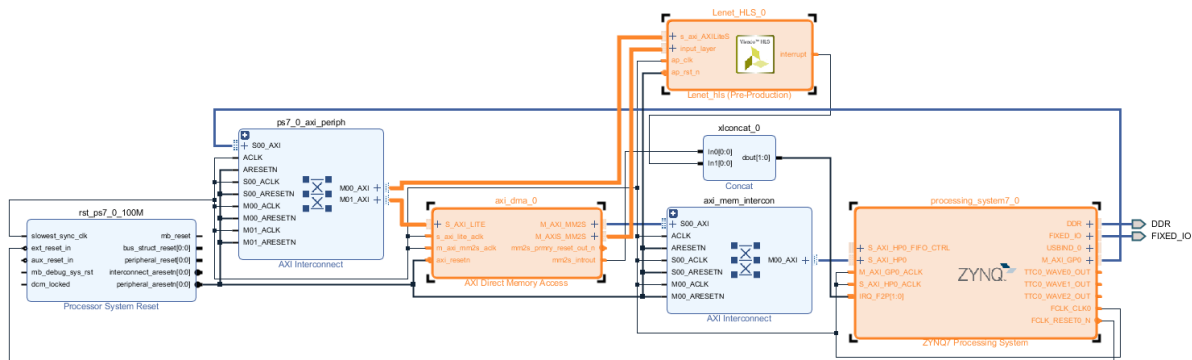 Lenet_HLS_0
s_axi_AXILiteS
input_layer
ap_clk
ap_rst_n
interrupt
Vivado™ HLS
Lenet_hls (Pre-Production)
ps7_0_axi_periph
S00_AXI
ACLK
ARESETN
S00_ACLK
S00_ARESETN
M00_ACLK
M00_ARESETN
M01_ACLK
M01_ARESETN
M00_AXI
M01_AXI
AXI Interconnect
xlconcat_0
In0[0:0]
In1[0:0]
dout[1:0]
Concat
rst_ps7_0_100M
slowest_sync_clk
ext_reset_in
aux_reset_in
mb_debug_sys_rst
dcm_locked
mb_reset
bus_struct_reset[0:0]
peripheral_reset[0:0]
interconnect_aresetn[0:0]
peripheral_aresetn[0:0]
Processor System Reset
axi_dma_0
S_AXI_LITE
s_axi_lite_aclk
m_axi_mm2s_aclk
axi_resetn
M_AXI_MM2S
M_AXIS_MM2S
mm2s_prmry_reset_out_n
mm2s_introut
AXI Direct Memory Access
axi_mem_intercon
S00_AXI
ACLK
ARESETN
S00_ACLK
S00_ARESETN
M00_ACLK
M00_ARESETN
M00_AXI
AXI Interconnect
processing_system7_0
S_AXI_HP0_FIFO_CTRL
S_AXI_HP0
M_AXI_GP0_ACLK
S_AXI_HP0_ACLK
IRQ_F2P[1:0]
ZYNQ
DDR
FIXED_IO
USBIND_0
M_AXI_GP0
TTC0_WAVE0_OUT
TTC0_WAVE1_OUT
TTC0_WAVE2_OUT
FCLK_CLK0
FCLK_RESET0_N
ZYNQ7 Processing System
DDR
FIXED_IO